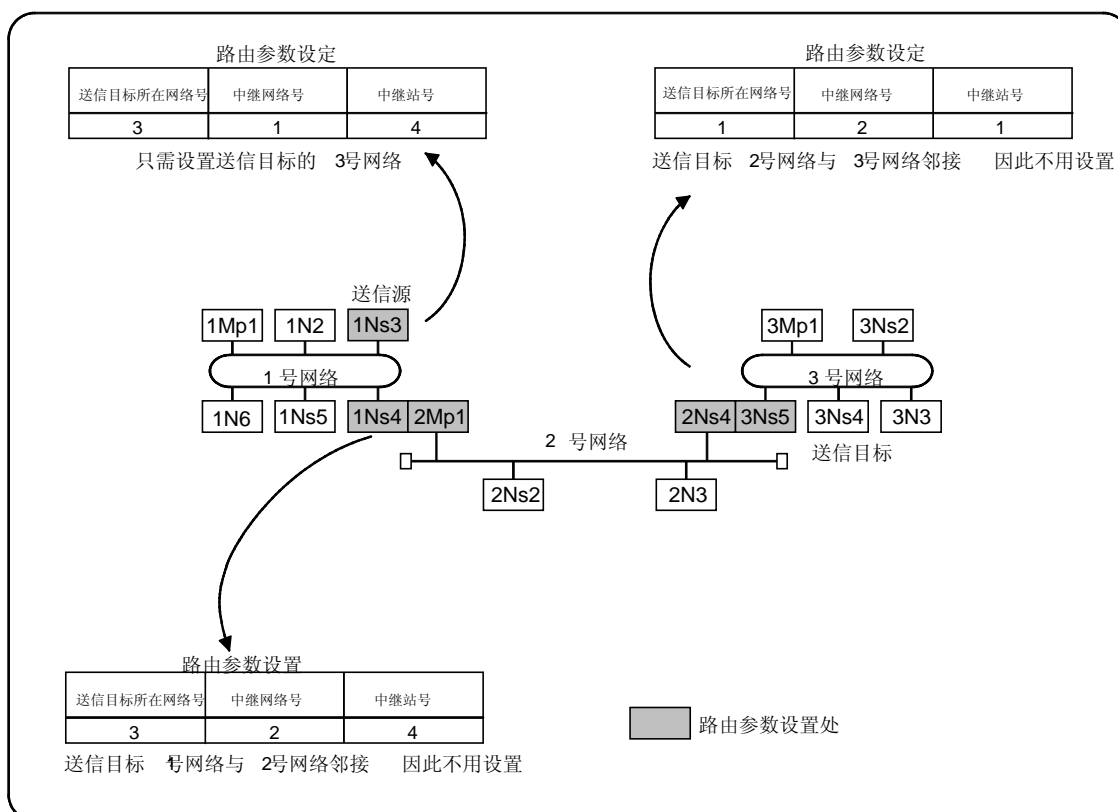 路由参数设定
送信目标所在网络号 中继网络号 中继站号
3 1 4
只需设置送信目标的 3号网络
路由参数设定
送信目标所在网络号 中继网络号 中继站号
1 2 1
送信目标 2号网络与 3号网络邻接 因此不用设置
送信源
1Mp1 1N2 1Ns3
1 号网络
1N6 1Ns5 1Ns4 2Mp1
3Mp1 3Ns2
3 号网络
2Ns4 3Ns5 3Ns4 3N3
送信目标
2 号网络
2Ns2 2N3
路由参数设置
送信目标所在网络号 中继网络号 中继站号
3 2 4
送信目标 1号网络与 2号网络邻接 因此不用设置
路由参数设置处